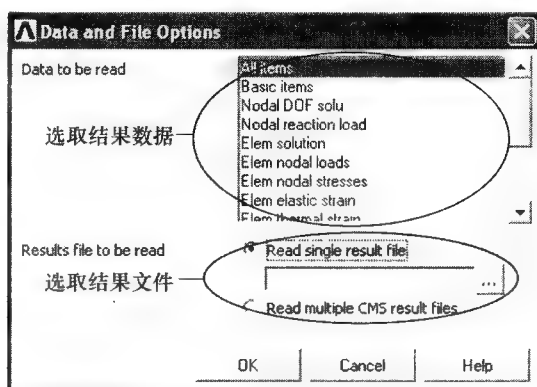 Data and File Options
Data to be read
All items
Basic items
Nodal DOF solu
Nodal reaction load
Elem solution
Elem nodal loads
Elem nodal stresses
Elem elastic strain
Elem thermal strain
选取结果数据
Results file to be read
Read single result file
...
选取结果文件
Read multiple CMS result files
OK
Cancel
Help